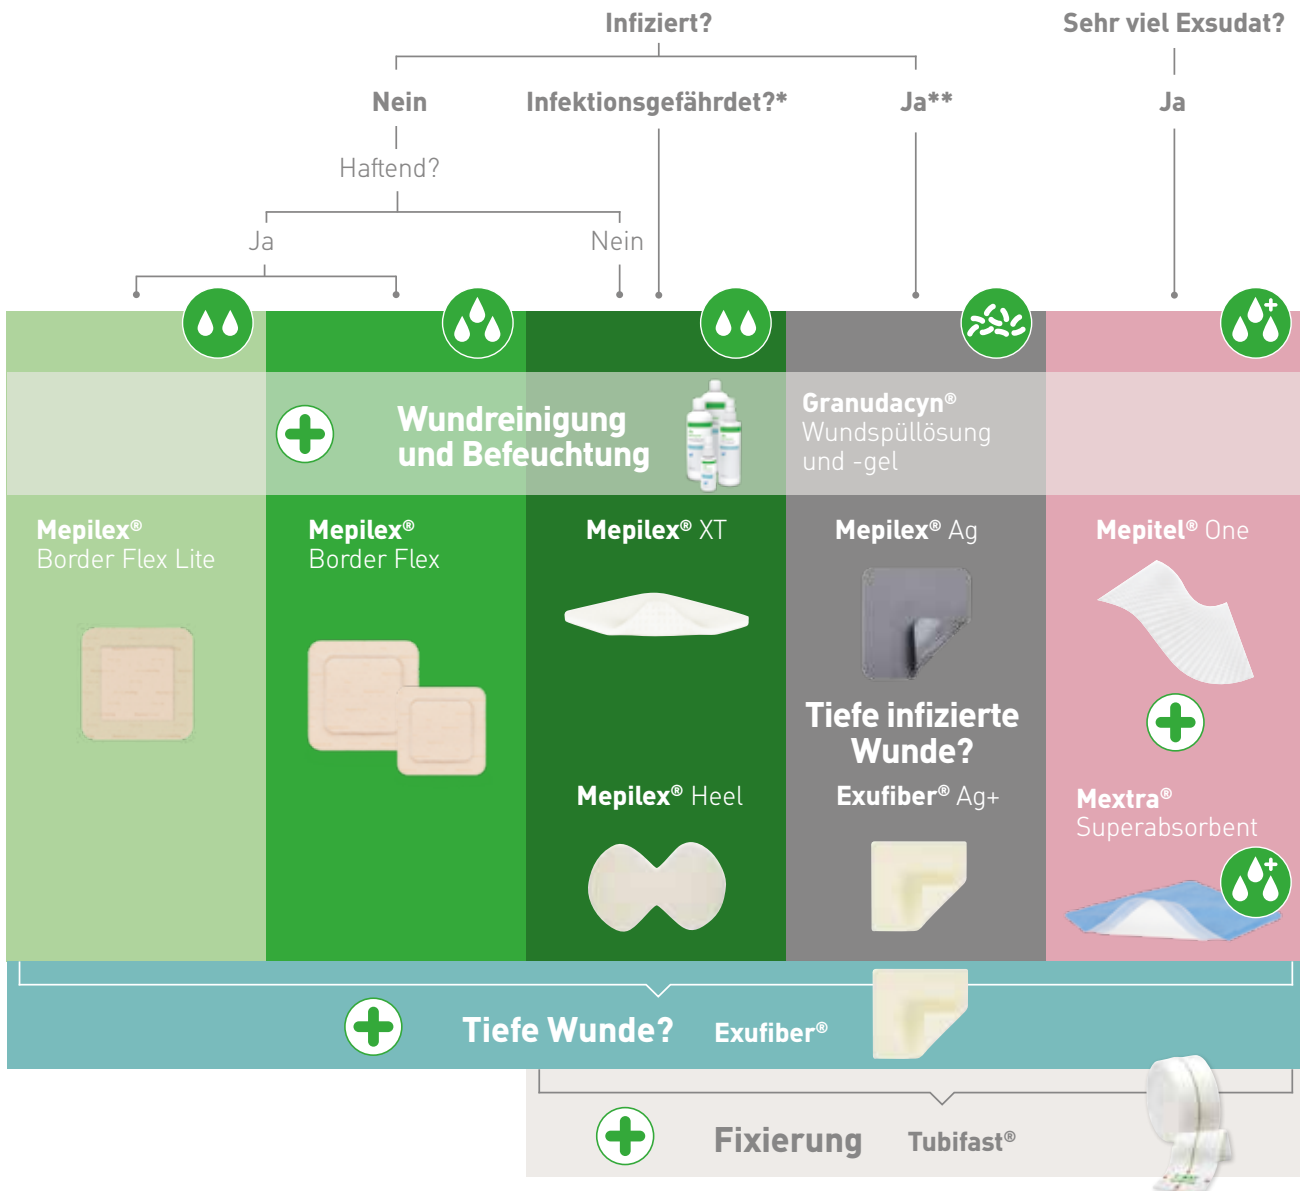 Infiziert?
Sehr viel Exsudat?
Nein
Infektionsgefährdet?*
Ja**
Ja
Haftend?
Ja
Nein
Wundreinigung
und Befeuchtung
Granudacyn®
Wundspüllösung
und -gel
Mepilex®
Border Flex Lite
Mepilex®
Border Flex
Mepilex® XT
Mepilex® Ag
Mepitel® One
Tiefe infizierte
Wunde?
Mepilex® Heel
Exufiber® Ag+
Mextra®
Superabsorbent
Tiefe Wunde? Exufiber®
Fixierung Tubifast®